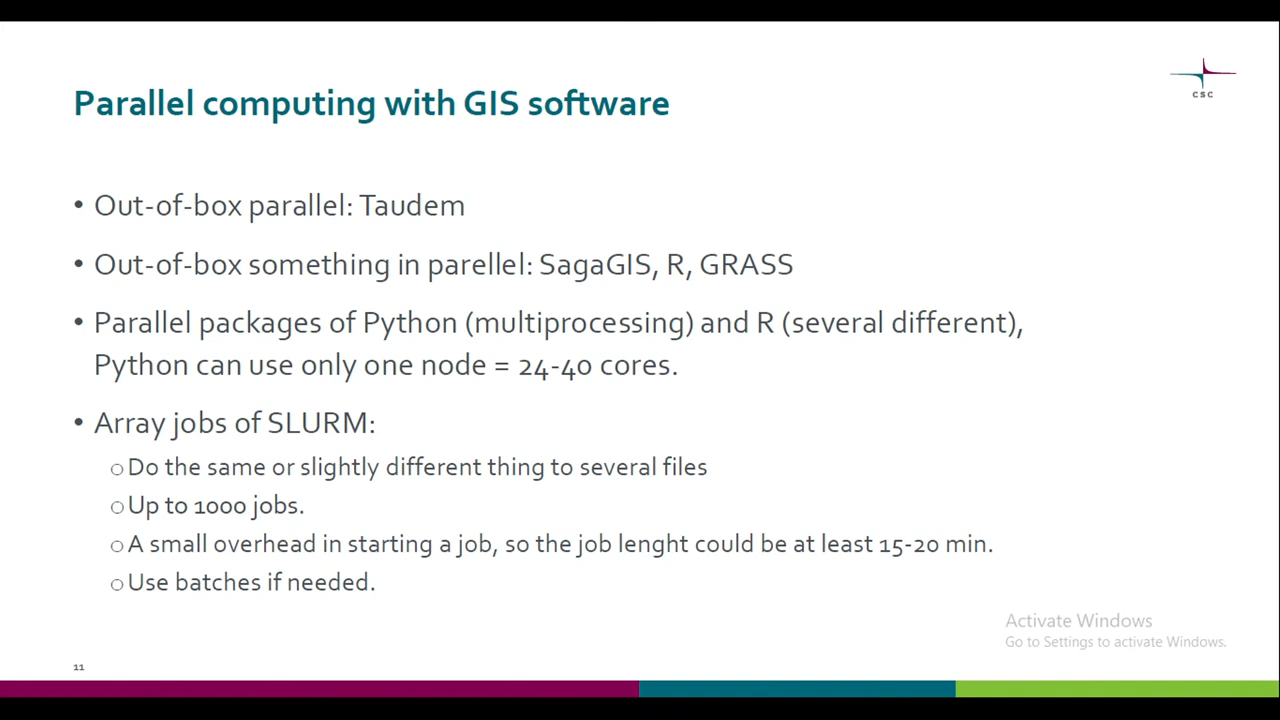 CSC
Parallel computing with GIS software
• Out-of-box parallel: Taudem
• Out-of-box something in parellel: SagaGIS, R, GRASS
• Parallel packages of Python (multiprocessing) and R (several different),
Python can use only one node = 24-40 cores.
• Array jobs of SLURM:
○ Do the same or slightly different thing to several files
○ Up to 1000 jobs.
○ A small overhead in starting a job, so the job lenght could be at least 15-20 min.
○ Use batches if needed.
Activate Windows
Go to Settings to activate Windows.
11